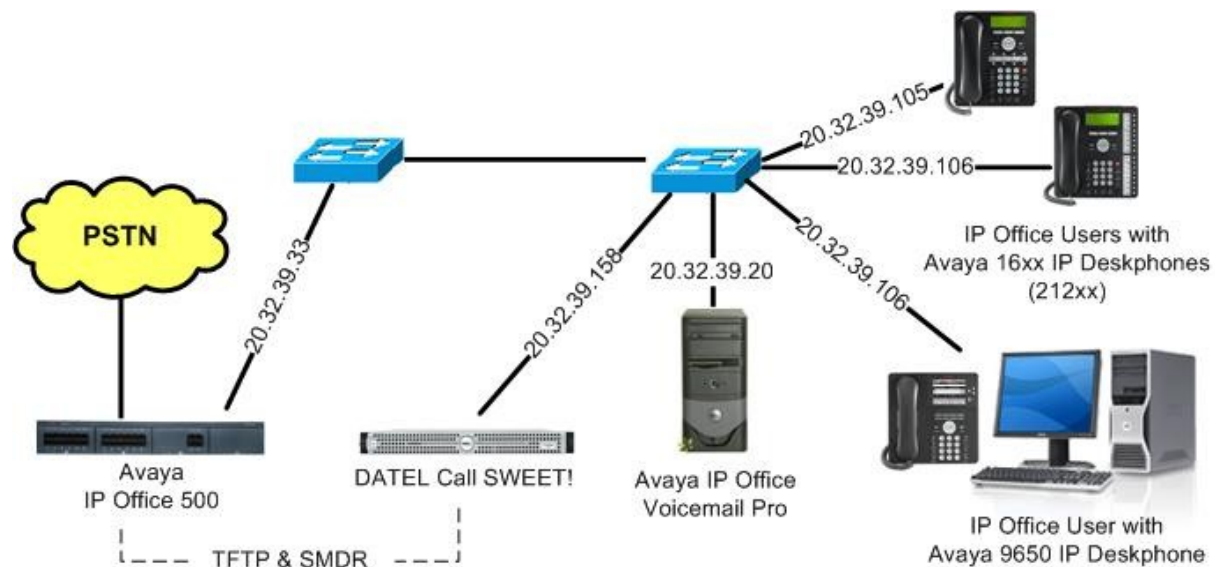 PSTN
20.32.39.33
20.32.39.158
20.32.39.20
20.32.39.105
20.32.39.106
20.32.39.106
IP Office Users with
Avaya 16xx IP Deskphones
(212xx)
Avaya
IP Office 500
DATEL Call SWEET!
Avaya IP Office
Voicemail Pro
IP Office User with
Avaya 9650 IP Deskphone
TFTP & SMDR